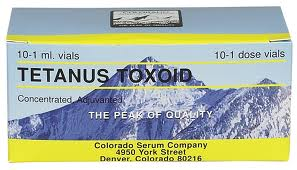 10-1 ml. vials 10-1 dose vials
TETANUS TOXOID
Concentrated, Adjuvanted
THE PEAK OF QUALITY
Colorado Serum Company
4950 York Street
Denver, Colorado 80216